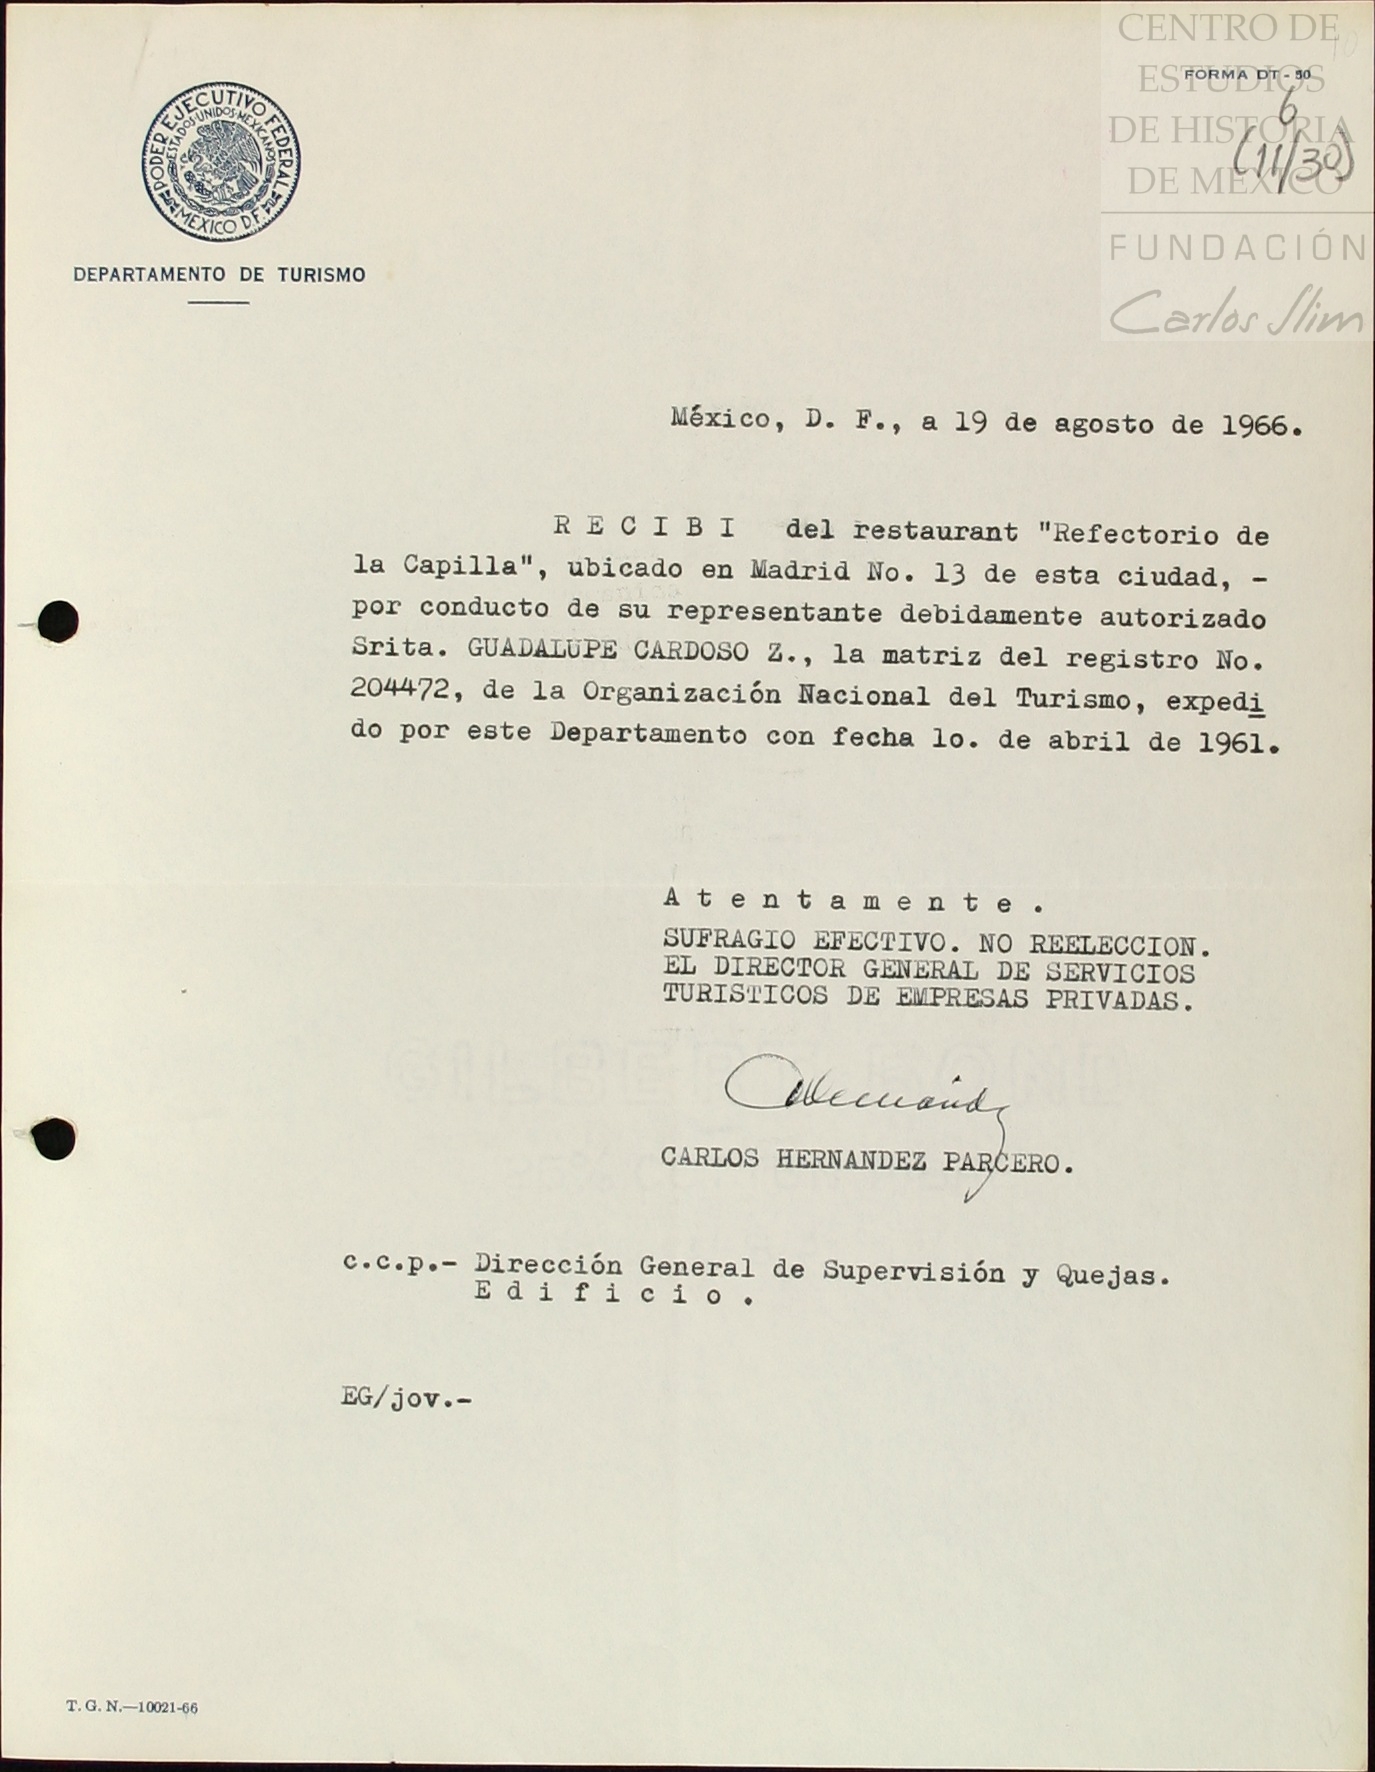 CENTRO DE
ESTUDIOS
DE HISTORIA
DE MÉXICO
FUNDACIÓN
Carlos Slim
FORMA DT - 50
6
(11/30)
PODER EJECUTIVO FEDERAL
ESTADOS UNIDOS MEXICANOS
MEXICO D.F.
DEPARTAMENTO DE TURISMO
México, D. F., a 19 de agosto de 1966.
R E C I B I del restaurant "Refectorio de
la Capilla", ubicado en Madrid No. 13 de esta ciudad, -
por conducto de su representante debidamente autorizado
Srita. GUADALUPE CARDOSO Z., la matriz del registro No.
204472, de la Organización Nacional del Turismo, expedi
do por este Departamento con fecha 1o. de abril de 1961.
A t e n t a m e n t e .
SUFRAGIO EFECTIVO. NO REELECCION.
EL DIRECTOR GENERAL DE SERVICIOS
TURISTICOS DE EMPRESAS PRIVADAS.
CARLOS HERNANDEZ PARCERO.
c.c.p.- Dirección General de Supervisión y Quejas.
E d i f i c i o .
EG/jov.-
T. G. N.—10021-66